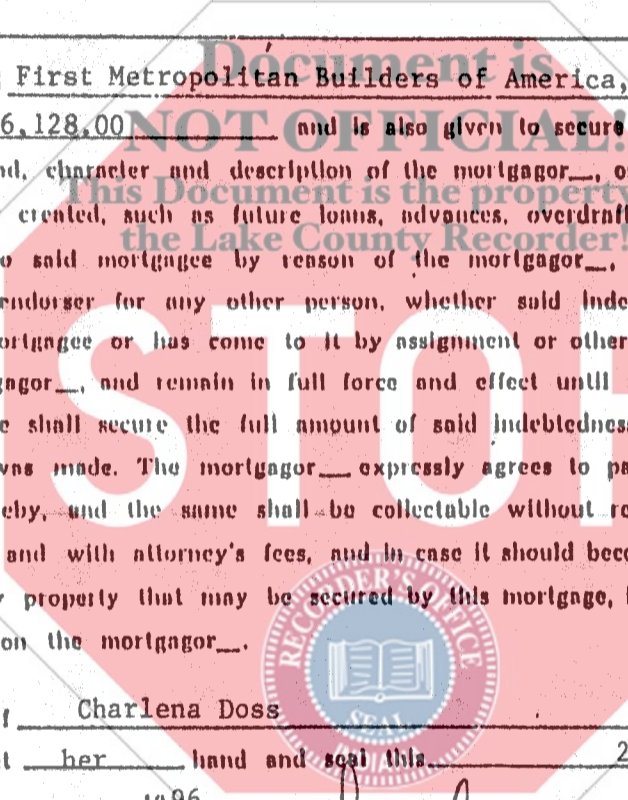 Document is
First Metropolitan Builders of America,
6,128.00 and is also given to secure
NOT OFFICIAL!
nd, character and description of the mortgagor__, o
This Document is the property
created, such as future loans, advances, overdraf
the Lake County Recorder!
o said mortgagee by reason of the mortgagor__,
endorser for any other person, whether said inde
ortgagee or has come to it by assignment or other
gagor__, and remain in full force and effect until
STOP
e shall secure the full amount of said indebtednes
was made. The mortgagor__ expressly agrees to pa
eby, and the same shall be collectable without re
and with attorney's fees, and in case it should beco
r property that may be secured by this mortgage,
on the mortgagor__.
RECORDER'S OFFICE
SEAL
f Charlena Doss
t her hand and seal this 2
1996